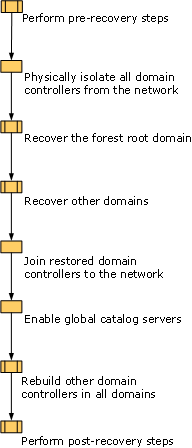 Perform pre-recovery steps
Physically isolate all domain
controllers from the network
Recover the forest root domain
Recover other domains
Join restored domain
controllers to the network
Enable global catalog servers
Rebuild other domain
controllers in all domains
Perform post-recovery steps